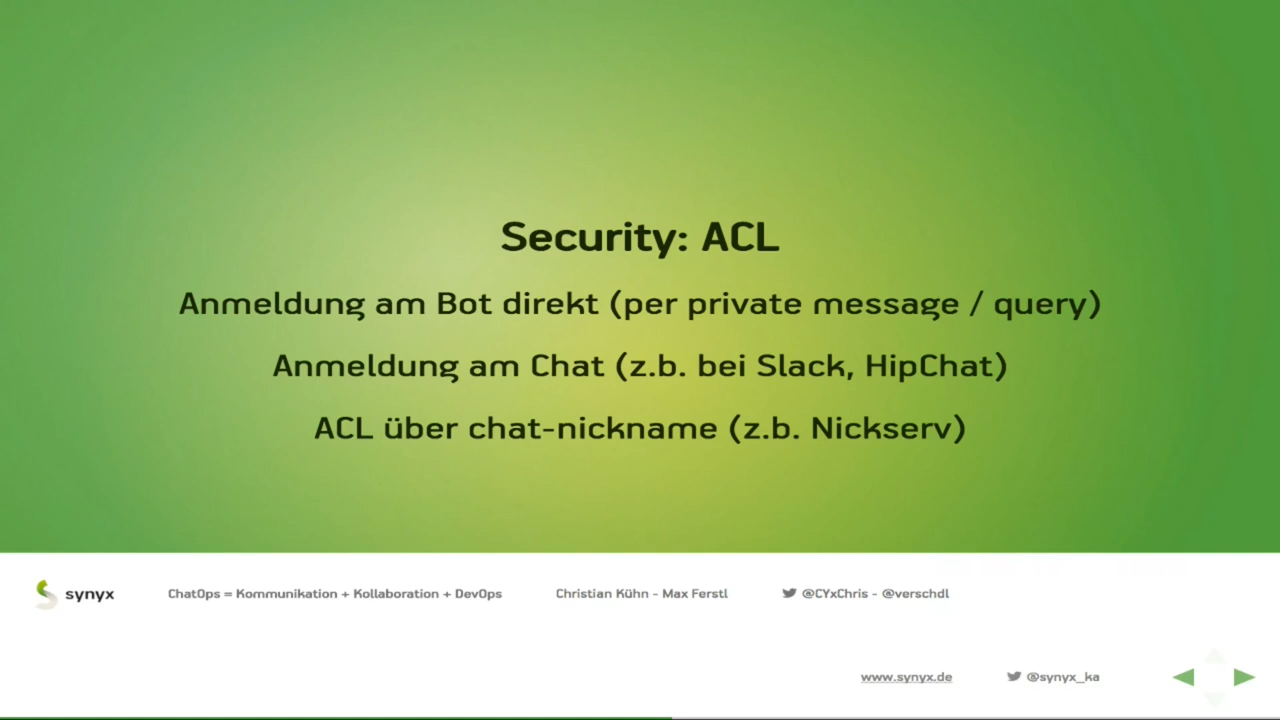 Security: ACL
Anmeldung am Bot direkt (per private message / query)
Anmeldung am Chat (z.b. bei Slack, HipChat)
ACL über chat-nickname (z.b. Nickserv)
synyx
ChatOps = Kommunikation + Kollaboration + DevOps
Christian Kühn - Max Ferstl
@CYxChris - @verschdl
www.synyx.de
@synyx_ka